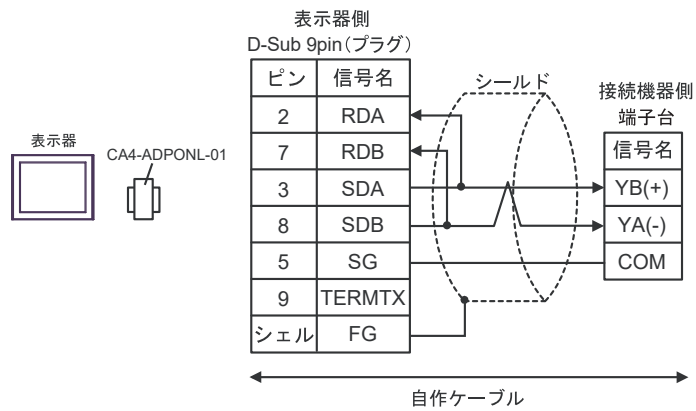 表示器側
D-Sub 9pin（プラグ）
ピン 信号名
2 RDA
7 RDB
3 SDA
8 SDB
5 SG
9 TERMTX
シェル FG
シールド
接続機器側
端子台
信号名
YB(+)
YA(-)
COM
表示器
CA4-ADPONL-01
自作ケーブル